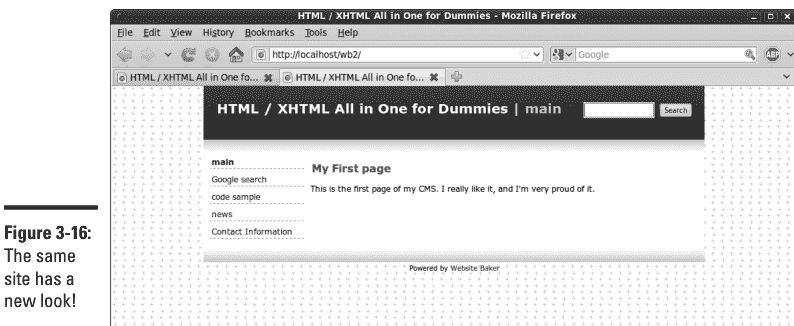 HTML / XHTML All in One for Dummies - Mozilla Firefox
File Edit View History Bookmarks Tools Help
http://localhost/wb2/
Google
ABP
HTML / XHTML All in One fo...
HTML / XHTML All in One fo...
HTML / XHTML All in One for Dummies | main
Search
main
Google search
code sample
news
Contact Information
My First page
This is the first page of my CMS. I really like it, and I'm very proud of it.
Powered by Website Baker
Figure 3-16:
The same
site has a
new look!